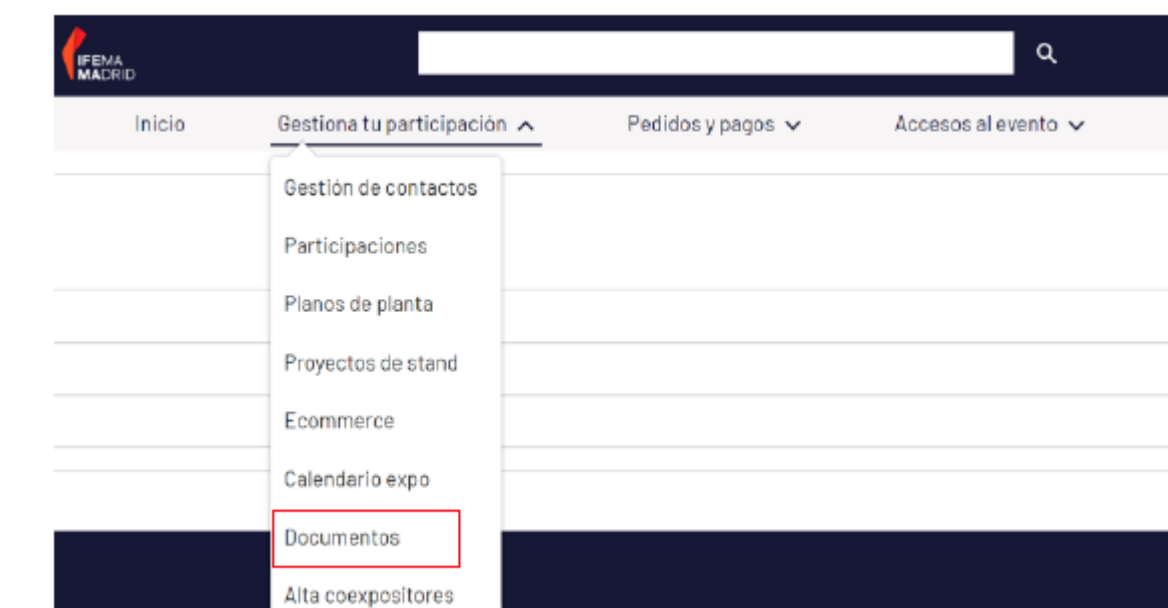 IFEMA
MADRID
Inicio
Gestiona tu participación
Pedidos y pagos
Accesos al evento
Gestión de contactos
Participaciones
Planos de planta
Proyectos de stand
Ecommerce
Calendario expo
Documentos
Alta coexpositores